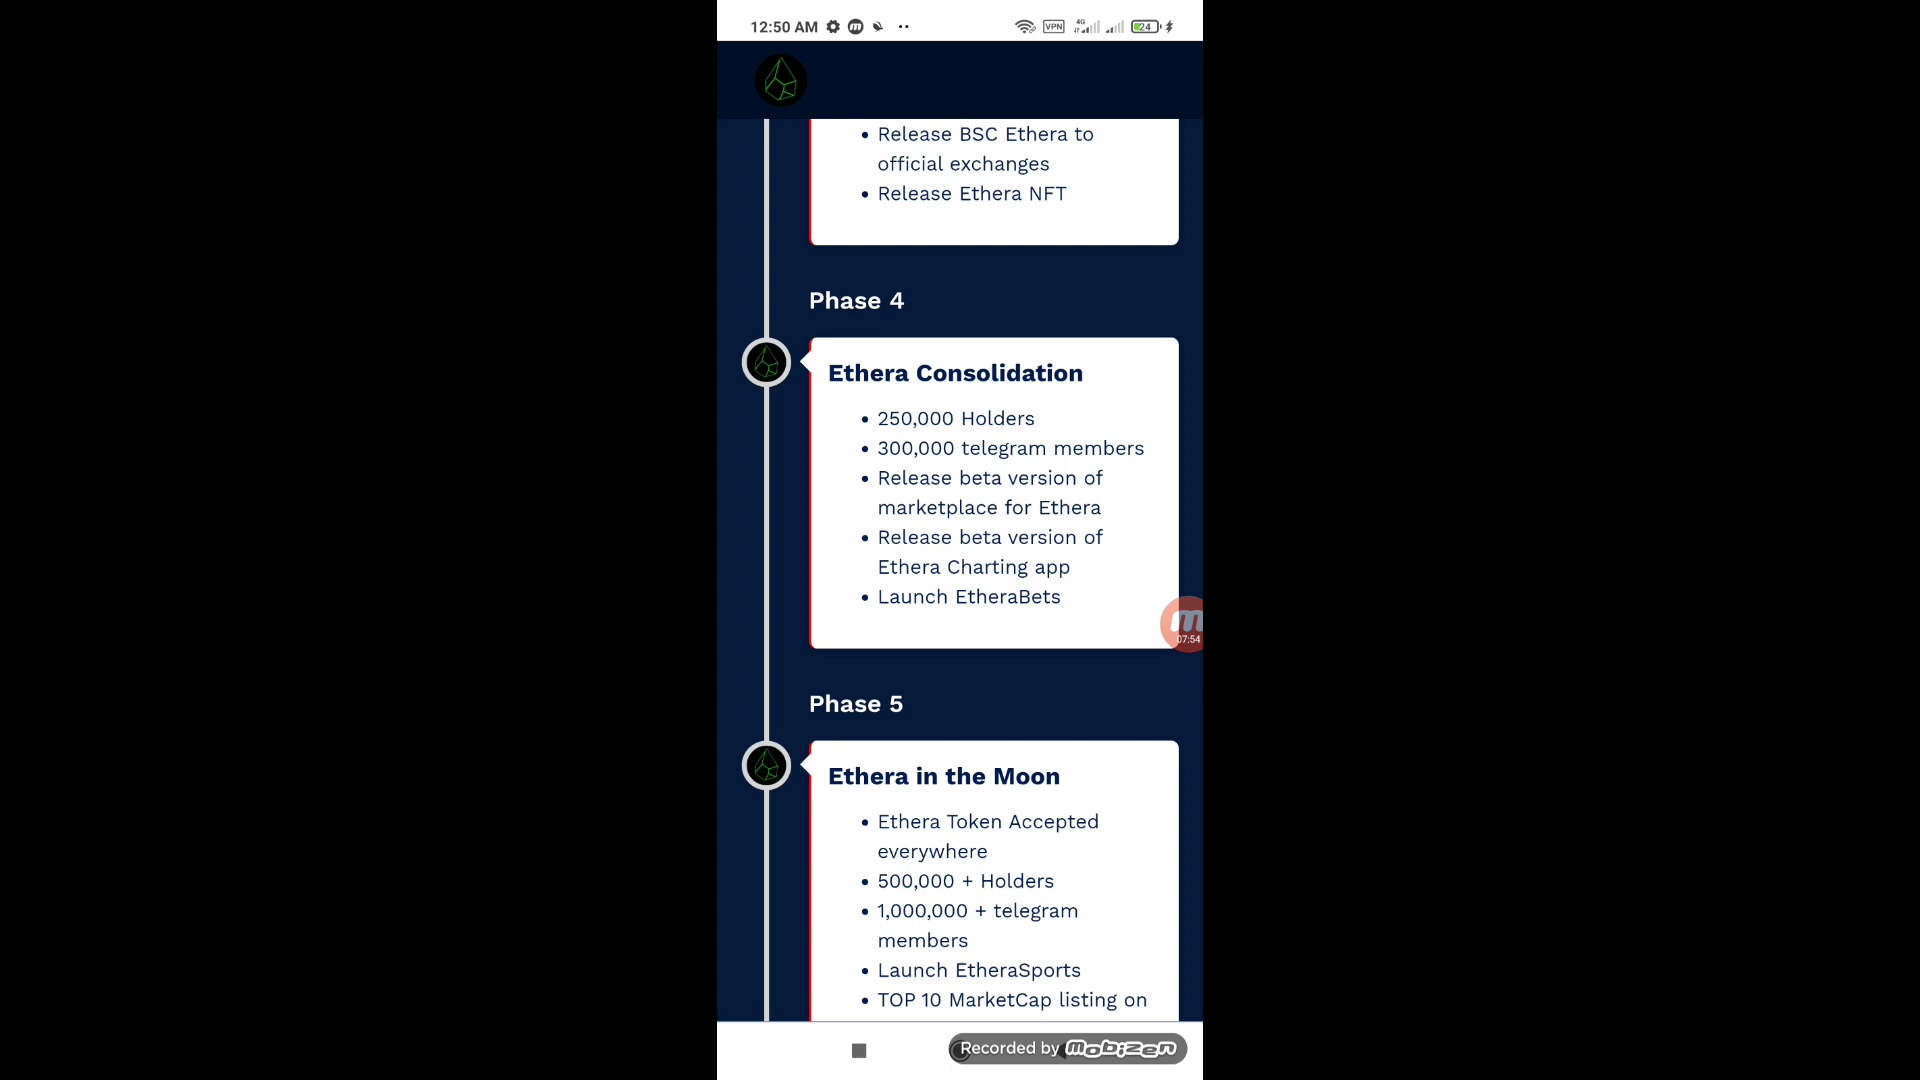 12:50 AM
VPN
4G
24
Release BSC Ethera to
official exchanges
Release Ethera NFT
Phase 4
Ethera Consolidation
250,000 Holders
300,000 telegram members
Release beta version of
marketplace for Ethera
Release beta version of
Ethera Charting app
Launch EtheraBets
07:54
Phase 5
Ethera in the Moon
Ethera Token Accepted
everywhere
500,000 + Holders
1,000,000 + telegram
members
Launch EtheraSports
TOP 10 MarketCap listing on
Recorded by mobizen